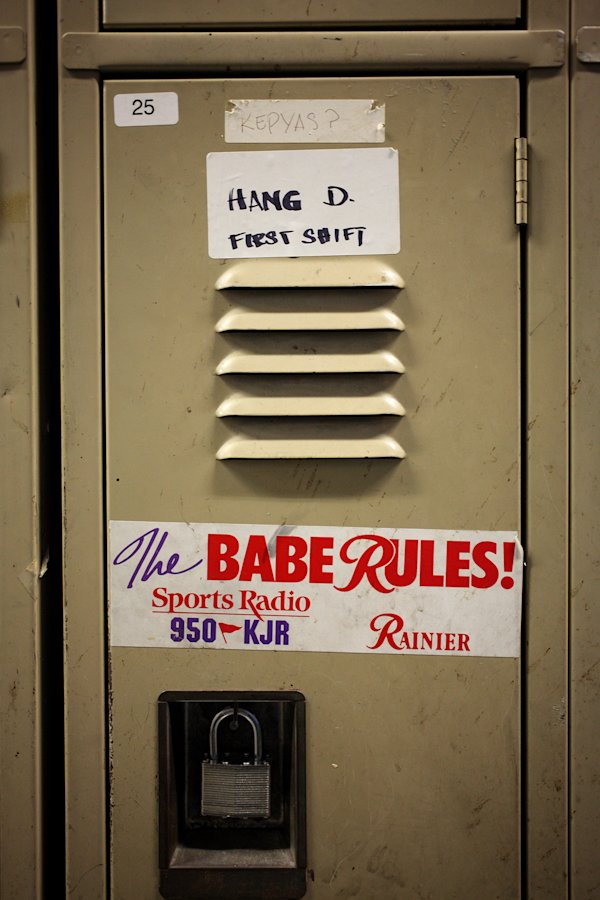 25
KEPYAS?
HANG D.
FIRST SHIFT
The BABE RULES!
Sports Radio
950 KJR
RAINIER